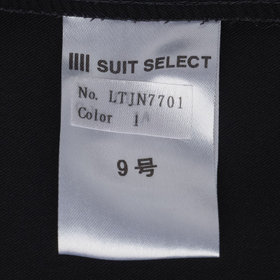 SUIT SELECT
No. LTJN7701
Color 1
9号